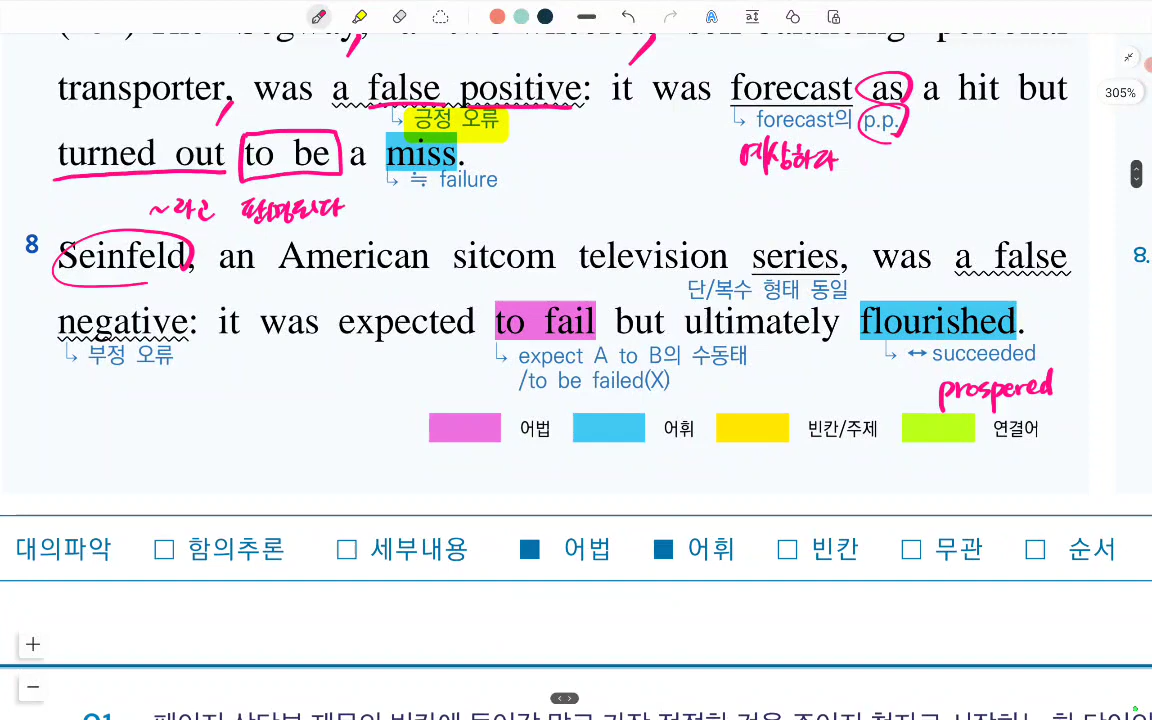 305%
transporter, was a false positive: it was forecast as a hit but
↳ 긍정 오류
↳ forecast의 p.p.
예상하다
turned out to be a miss.
↳ ≒ failure
~라고 판명되다
8 Seinfeld, an American sitcom television series, was a false
단/복수 형태 동일
8.
negative: it was expected to fail but ultimately flourished.
↳ 부정 오류
↳ expect A to B의 수동태
/to be failed(X)
↳ ↔ succeeded
prospered
어법 어휘 빈칸/주제 연결어
대의파악 □ 함의추론 □ 세부내용 ■ 어법 ■ 어휘 □ 빈칸 □ 무관 □ 순서